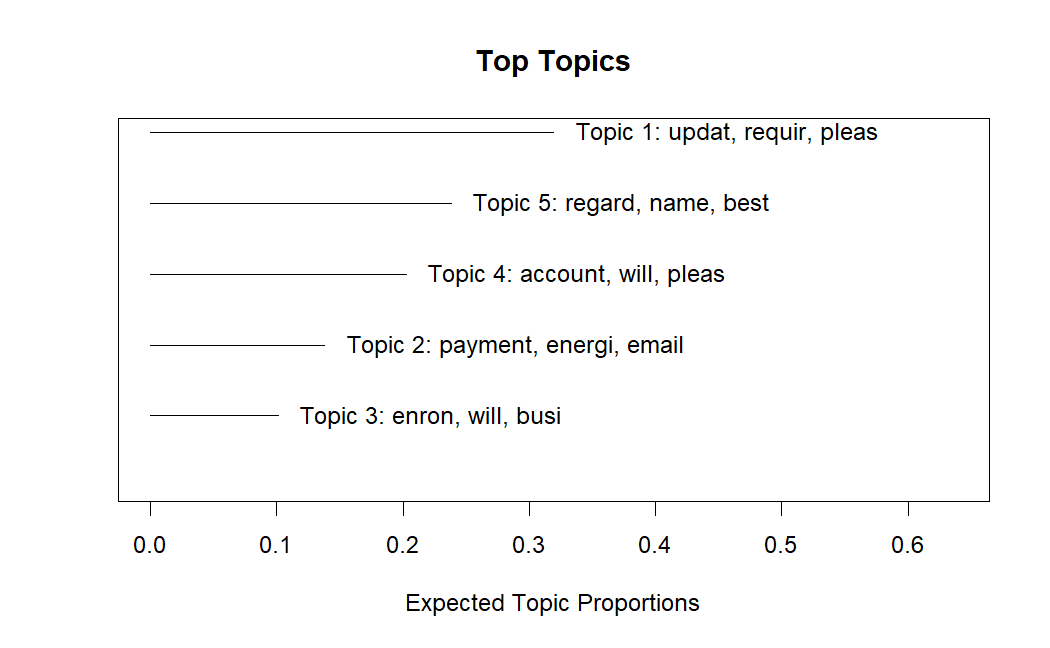 Top Topics
Topic 1: updat, requir, pleas
Topic 5: regard, name, best
Topic 4: account, will, pleas
Topic 2: payment, energi, email
Topic 3: enron, will, busi
0.0 0.1 0.2 0.3 0.4 0.5 0.6
Expected Topic Proportions